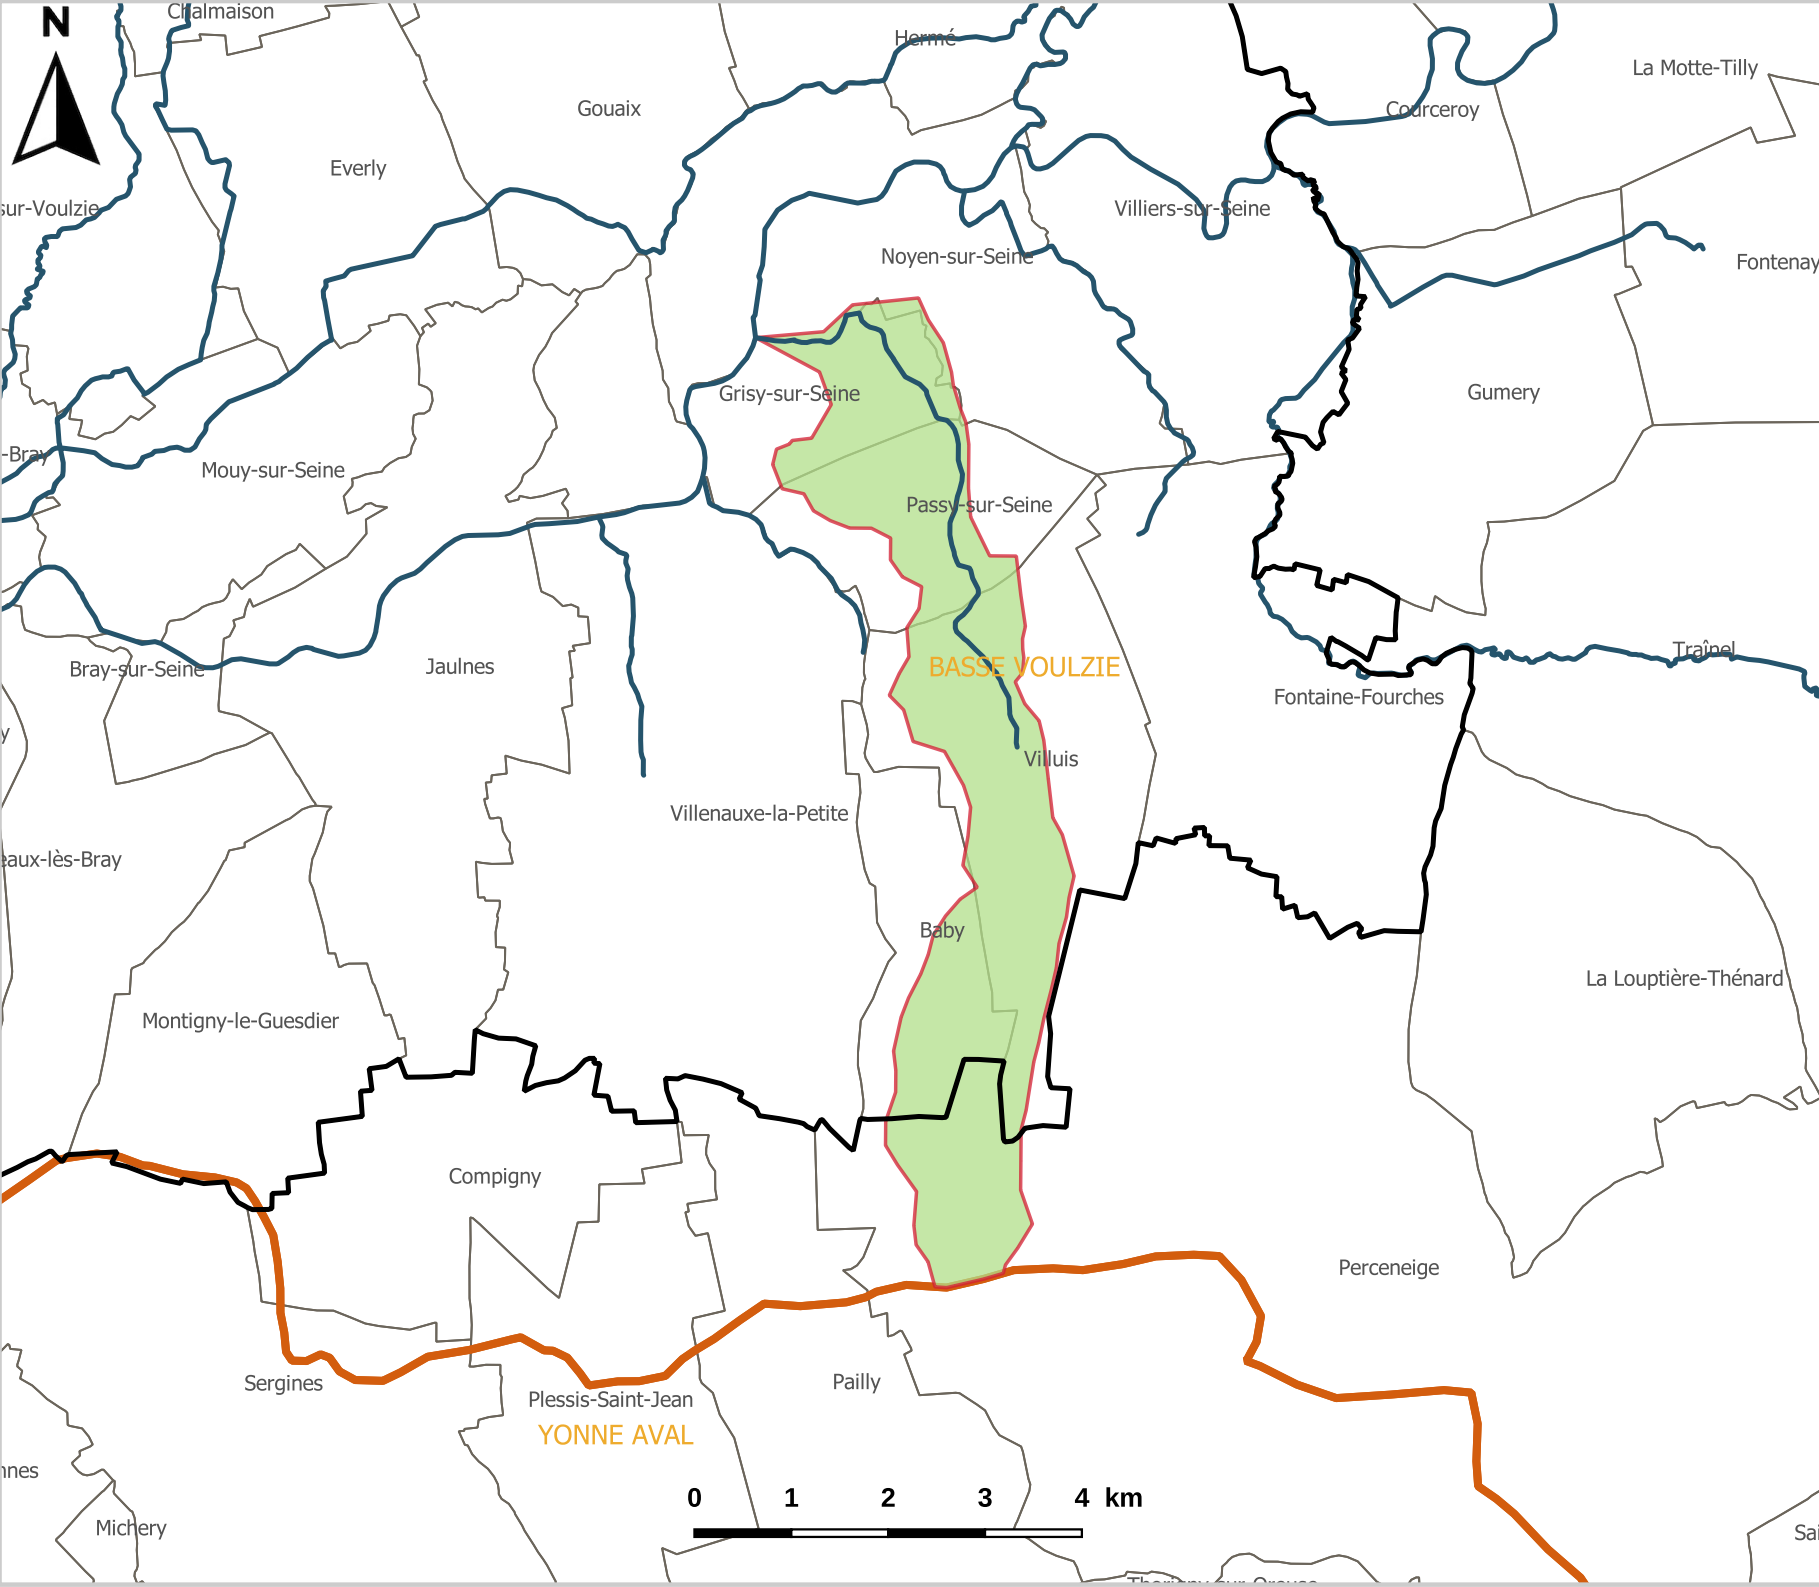 N
Chalmaison
Hermé
La Motte-Tilly
Gouaix
Courceroy
Everly
sur-Voulzie
Villiers-sur-Seine
Noyen-sur-Seine
Fontenay
Grisy-sur-Seine
Gumery
-Bray
Mouy-sur-Seine
Passy-sur-Seine
Traînel
Bray-sur-Seine
Jaulnes
BASSE VOULZIE
Fontaine-Fourches
y
Villuis
Villenauxe-la-Petite
eaux-lès-Bray
Baby
La Louptière-Thénard
Montigny-le-Guesdier
Compigny
Perceneige
Sergines
Pailly
Plessis-Saint-Jean
YONNE AVAL
nnes
0 1 2 3 4 km
Michery
Sai